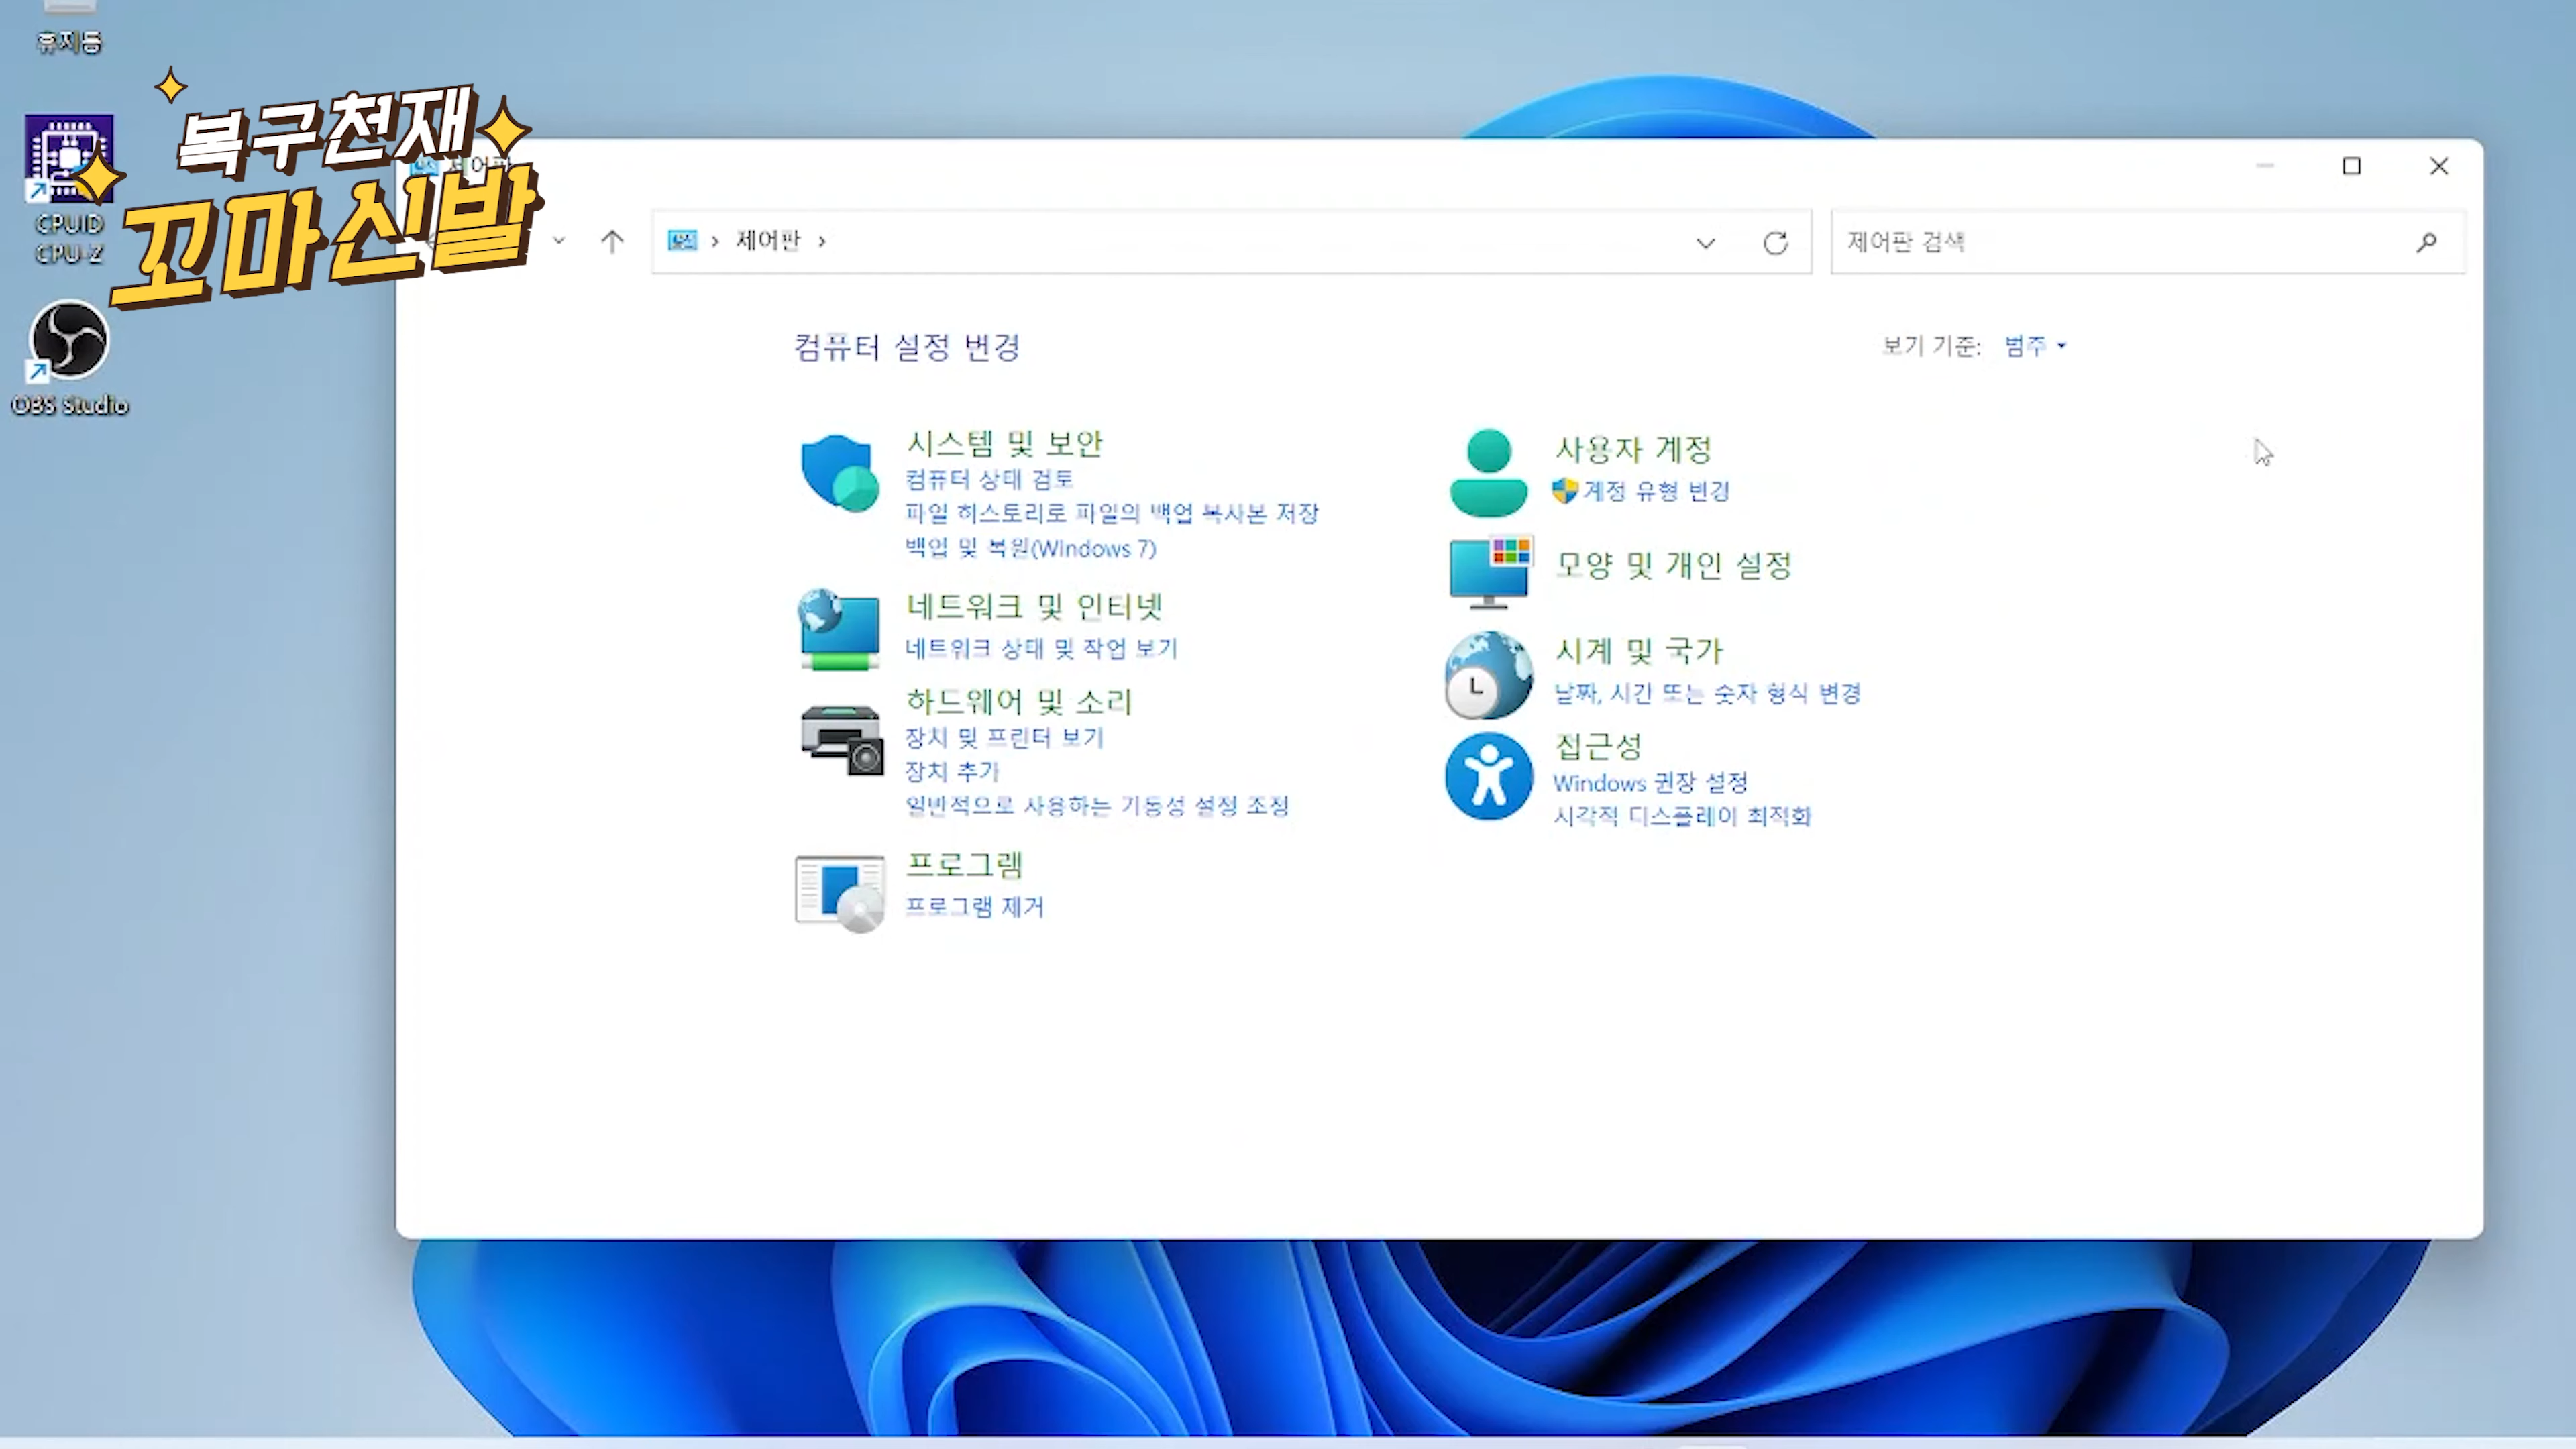 휴지통
복구천재
꼬마신발
CPUID
CPU-Z
OBS Studio
제어판
제어판
제어판 검색
컴퓨터 설정 변경
보기 기준: 범주
시스템 및 보안
컴퓨터 상태 검토
파일 히스토리로 파일의 백업 복사본 저장
백업 및 복원(Windows 7)
네트워크 및 인터넷
네트워크 상태 및 작업 보기
하드웨어 및 소리
장치 및 프린터 보기
장치 추가
일반적으로 사용하는 기동성 설정 조정
프로그램
프로그램 제거
사용자 계정
계정 유형 변경
모양 및 개인 설정
시계 및 국가
날짜, 시간 또는 숫자 형식 변경
접근성
Windows 권장 설정
시각적 디스플레이 최적화